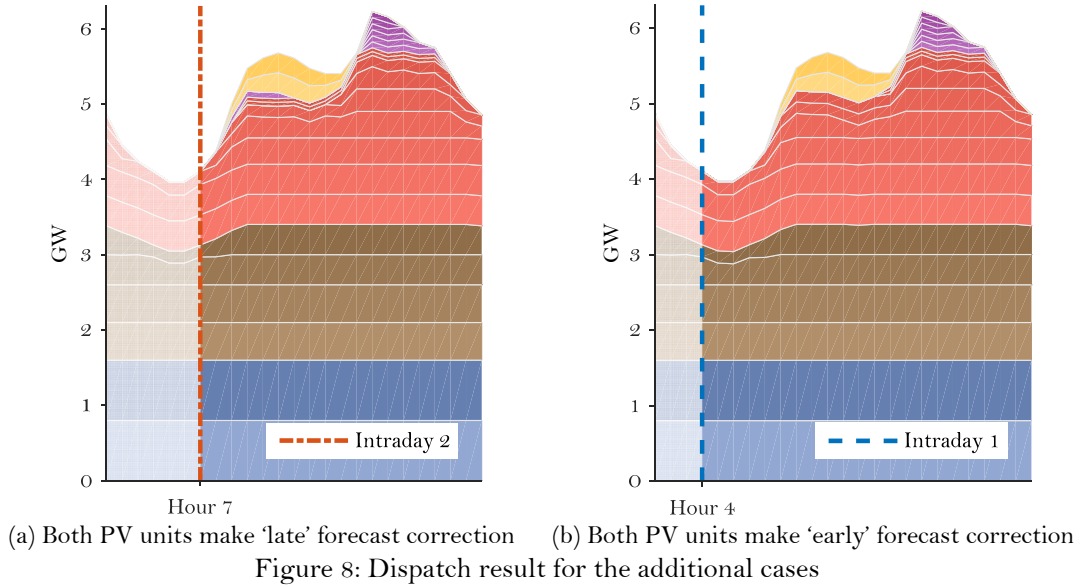 6
5
4
3
2
1
0
GW
Intraday 2
Hour 7
(a) Both PV units make ‘late’ forecast correction
6
5
4
3
2
1
0
GW
Intraday 1
Hour 4
(b) Both PV units make ‘early’ forecast correction
Figure 8: Dispatch result for the additional cases